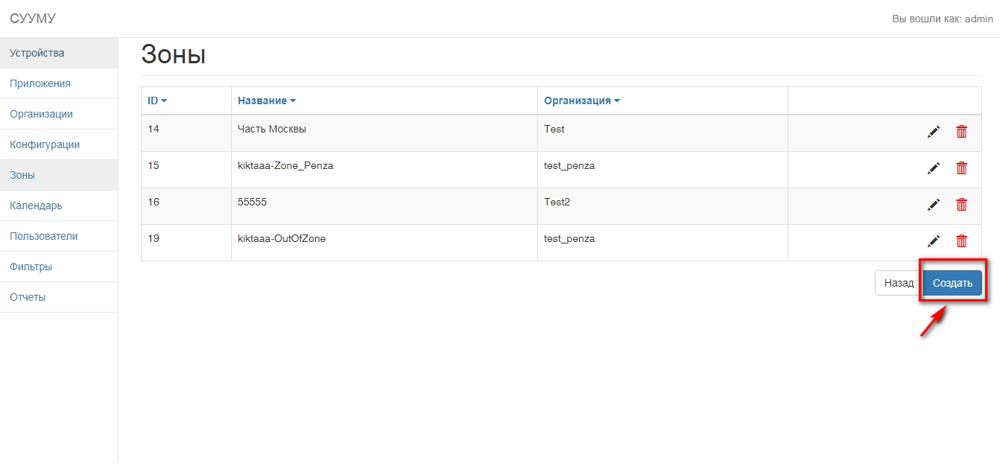 СУУМУ
Вы вошли как: admin
Устройства
Приложения
Организации
Конфигурации
Зоны
Календарь
Пользователи
Фильтры
Отчеты
Зоны
ID Название Организация
14 Часть Москвы Test
15 kiktaaa-Zone_Penza test_penza
16 55555 Test2
19 kiktaaa-OutOfZone test_penza
Назад Создать